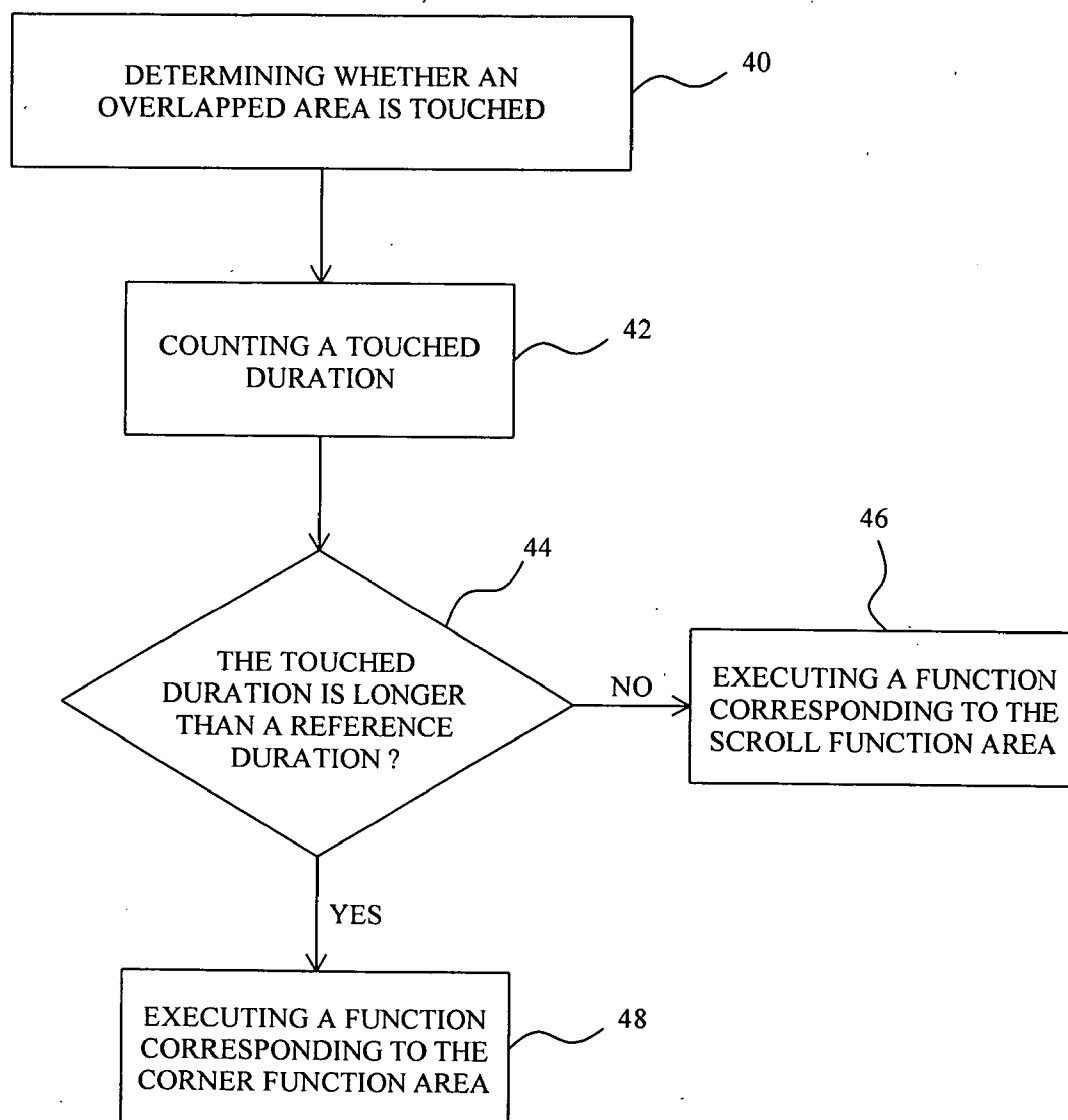 DETERMINING WHETHER AN
OVERLAPPED AREA IS TOUCHED
40
COUNTING A TOUCHED
DURATION
42
44
THE TOUCHED
DURATION IS LONGER
THAN A REFERENCE
DURATION ?
NO
46
EXECUTING A FUNCTION
CORRESPONDING TO THE
SCROLL FUNCTION AREA
YES
EXECUTING A FUNCTION
CORRESPONDING TO THE
CORNER FUNCTION AREA
48